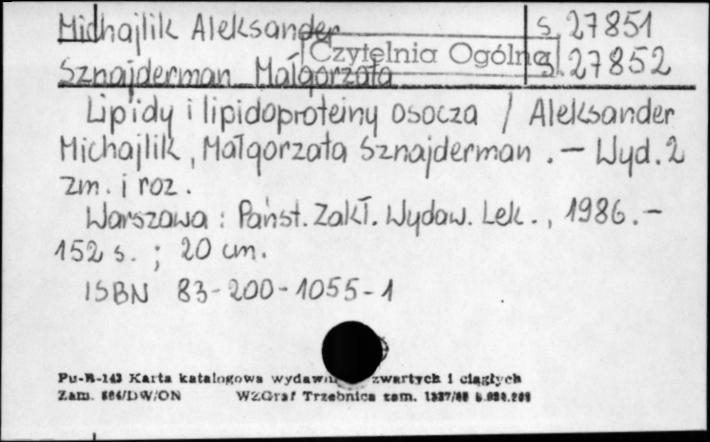 Michajlik Aleksander S. 27851
Czytelnia Ogólna
Sznajderman Małgorzata S. 27852
Lipidy i lipidoproteiny osocza / Aleksander
Michajlik, Małgorzata Sznajderman . — Wyd. 2
zm. i roz.
Warszawa : Państ. Zakł. Wydaw. Lek., 1986. —
152 s. ; 20 cm.
ISBN 83-200-1055-1
Pu-B-143 Karta katalogowa zwartych i ciągłych
Zam. DW/ON WZGraf Trzebnica zam.